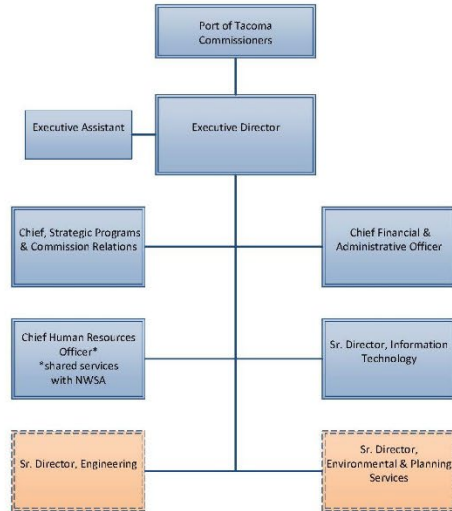 Port of Tacoma
Commissioners
Executive Assistant
Executive Director
Chief, Strategic Programs
& Commission Relations
Chief Financial &
Administrative Officer
Chief Human Resources
Officer*
*shared services
with NWSA
Sr. Director, Information
Technology
Sr. Director, Engineering
Sr. Director,
Environmental & Planning
Services